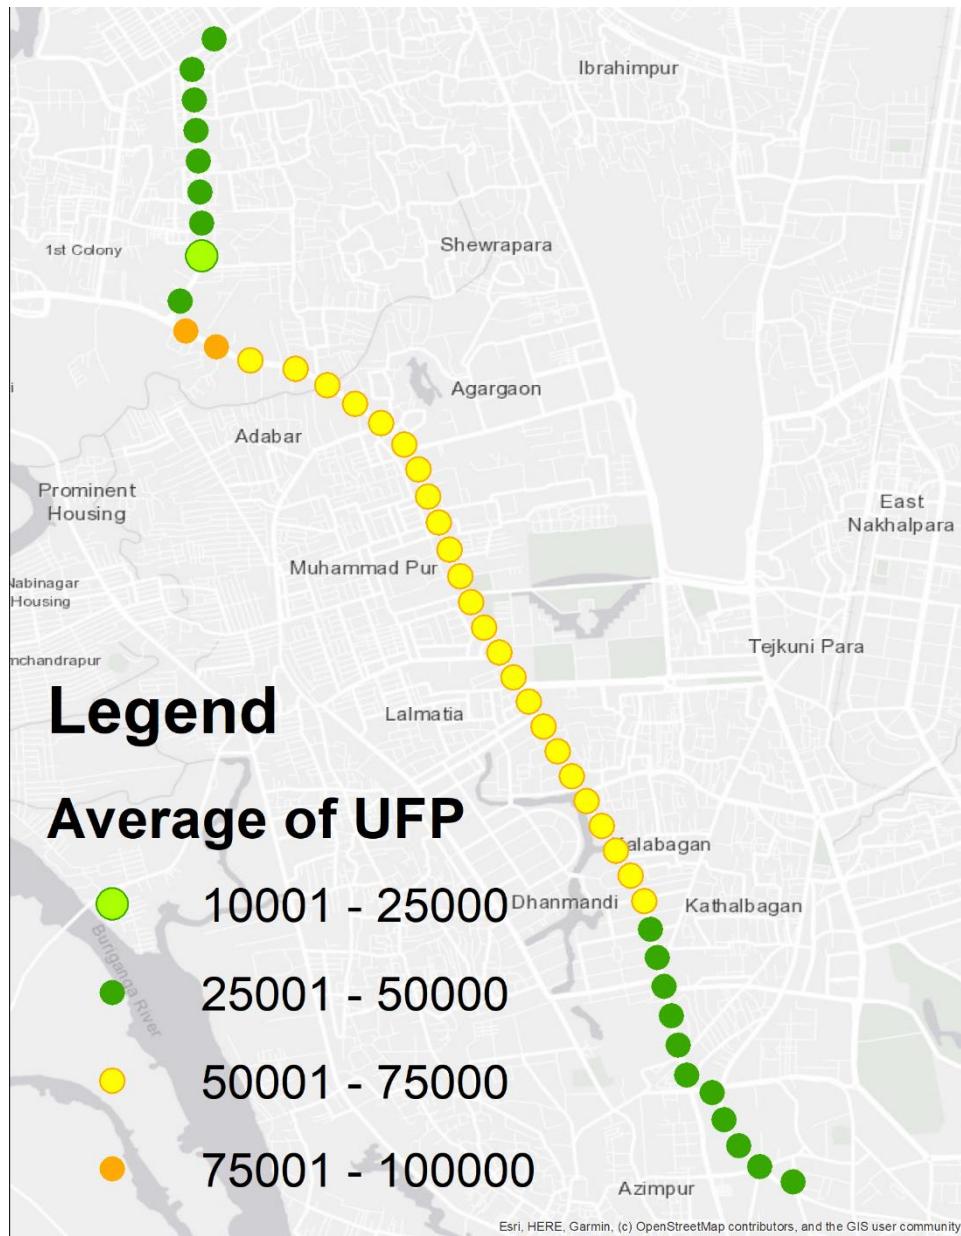 Ibrahimpur
1st Colony
Shewrapara
Agargaon
Adabar
Prominent
Housing
East
Nakhalpara
Muhammad Pur
Housing
Tejkuni Para
Legend
Lalmatia
Average of UFP
10001 - 25000
Dhanmandi
Kathalbagan
25001 - 50000
Buriganga River
50001 - 75000
75001 - 100000
Azimpur
Esri, HERE, Garmin, (c) OpenStreetMap contributors, and the GIS user community